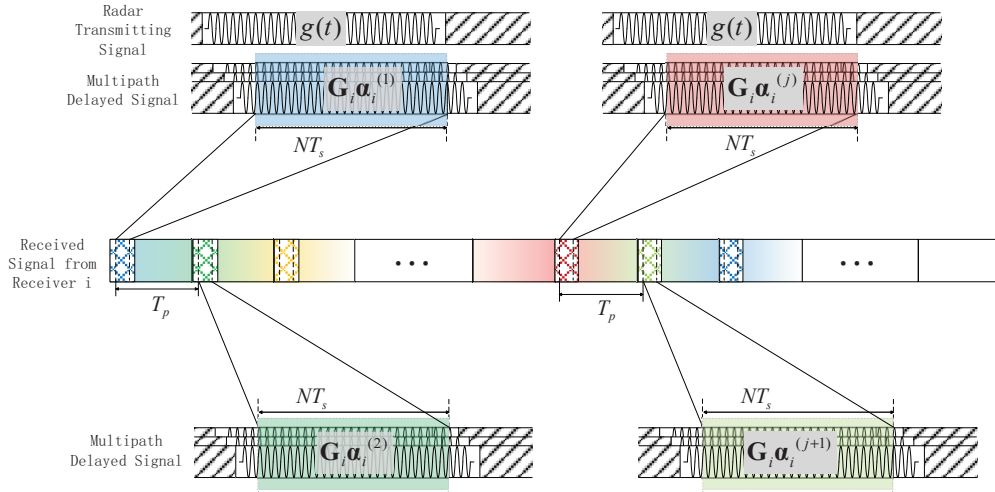 Radar
Transmitting
Signal
g(t)
g(t)
Multipath
Delayed Signal
G_i α_i^(1)
G_i α_i^(j)
NT_s
NT_s
Received
Signal from
Receiver i
...
...
T_p
T_p
NT_s
NT_s
Multipath
Delayed Signal
G_i α_i^(2)
G_i α_i^(j+1)